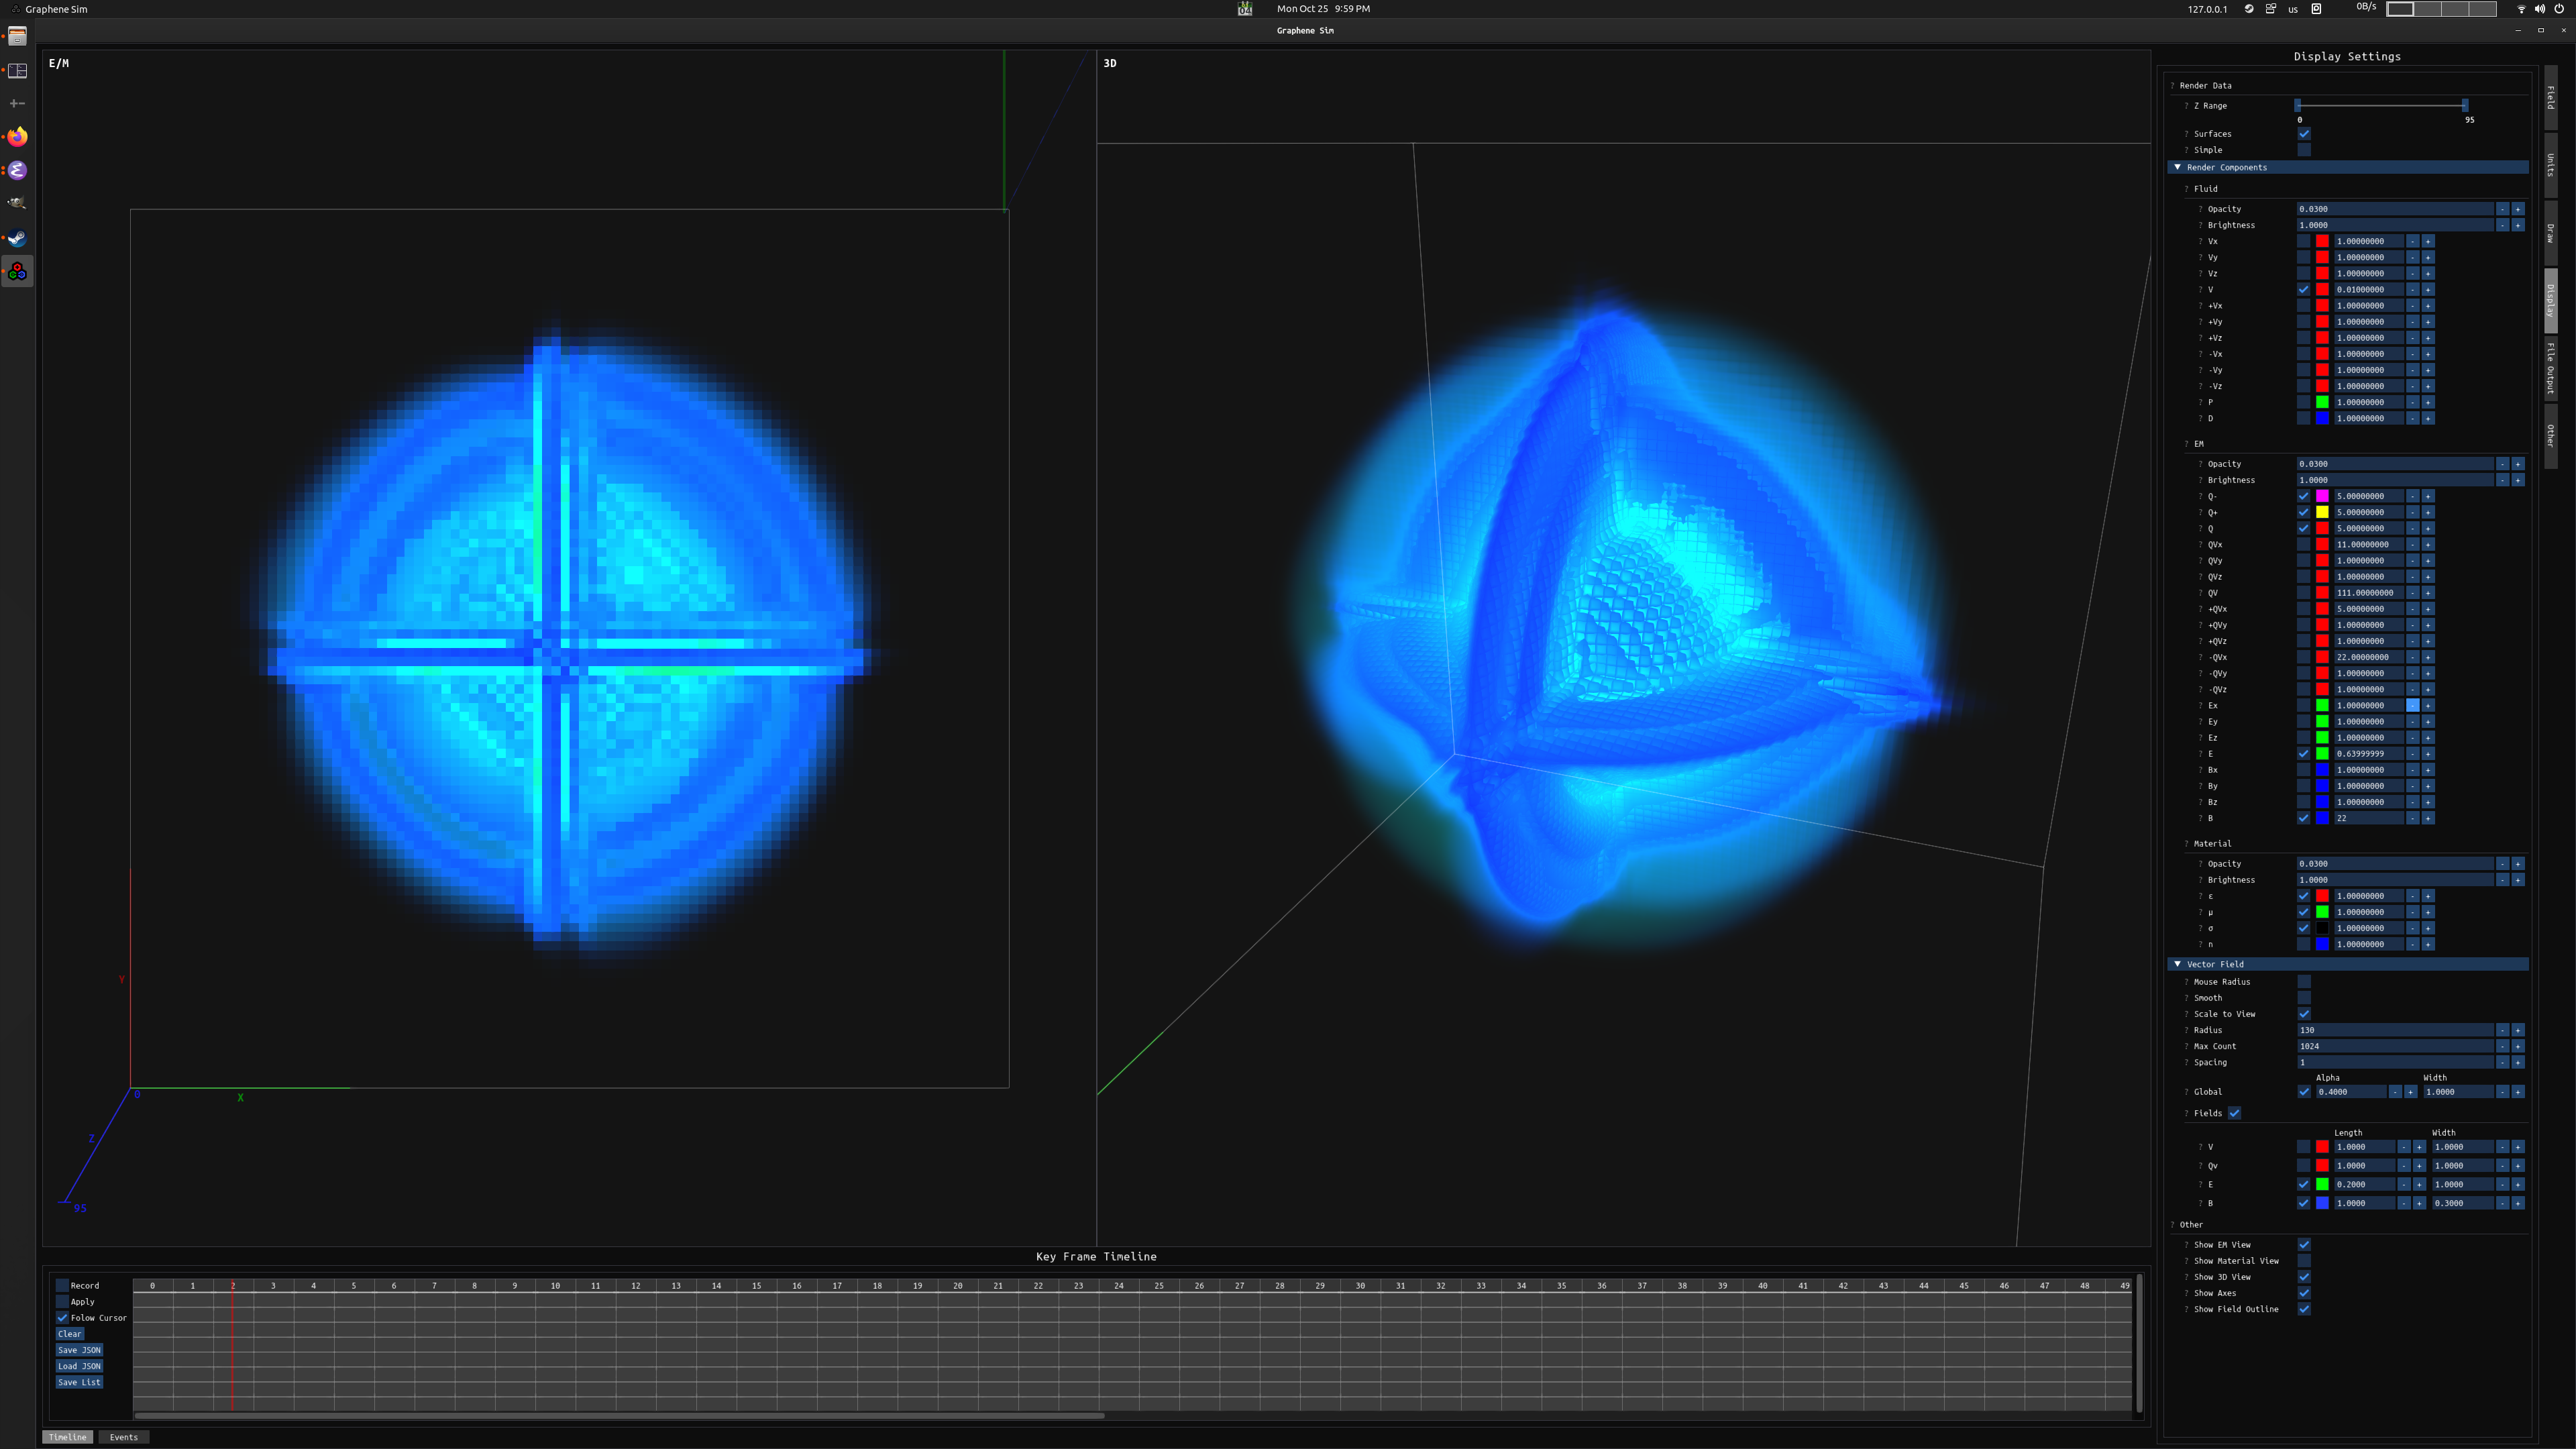 Graphene Sim
Mon Oct 25 9:59 PM
127.0.0.1
us
0B/s
Graphene Sim
E/M
3D
Y
X
0
Z
95
Display Settings
? Render Data
? Z Range
0 95
? Surfaces
? Simple
▼ Render Components
? Fluid
? Opacity 0.0300 - +
? Brightness 1.0000 - +
? Vx 1.00000000 - +
? Vy 1.00000000 - +
? Vz 1.00000000 - +
? V 0.01000000 - +
? +Vx 1.00000000 - +
? +Vy 1.00000000 - +
? +Vz 1.00000000 - +
? -Vx 1.00000000 - +
? -Vy 1.00000000 - +
? -Vz 1.00000000 - +
? P 1.00000000 - +
? D 1.00000000 - +
? EM
? Opacity 0.0300 - +
? Brightness 1.0000 - +
? Q- 5.00000000 - +
? Q+ 5.00000000 - +
? Q 5.00000000 - +
? QVx 11.00000000 - +
? QVy 1.00000000 - +
? QVz 1.00000000 - +
? QV 111.00000000 - +
? +QVx 5.00000000 - +
? +QVy 1.00000000 - +
? +QVz 1.00000000 - +
? -QVx 22.00000000 - +
? -QVy 1.00000000 - +
? -QVz 1.00000000 - +
? Ex 1.00000000 - +
? Ey 1.00000000 - +
? Ez 1.00000000 - +
? E 0.63999999 - +
? Bx 1.00000000 - +
? By 1.00000000 - +
? Bz 1.00000000 - +
? B 22 - +
? Material
? Opacity 0.0300 - +
? Brightness 1.0000 - +
? ε 1.00000000 - +
? μ 1.00000000 - +
? σ 1.00000000 - +
? n 1.00000000 - +
▼ Vector Field
? Mouse Radius
? Smooth
? Scale to View
? Radius 130 - +
? Max Count 1024 - +
? Spacing 1 - +
Alpha Width
? Global 0.4000 - + 1.0000 - +
? Fields
Length Width
? V 1.0000 - + 1.0000 - +
? Qv 1.0000 - + 1.0000 - +
? E 0.2000 - + 1.0000 - +
? B 1.0000 - + 0.3000 - +
? Other
? Show EM View
? Show Material View
? Show 3D View
? Show Axes
? Show Field Outline
Field
Units
Draw
Display
File Output
Other
Key Frame Timeline
Record
Apply
Folow Cursor
Clear
Save JSON
Load JSON
Save List
0 1 2 3 4 5 6 7 8 9 10 11 12 13 14 15 16 17 18 19 20 21 22 23 24 25 26 27 28 29 30 31 32 33 34 35 36 37 38 39 40 41 42 43 44 45 46 47 48 49
Timeline Events